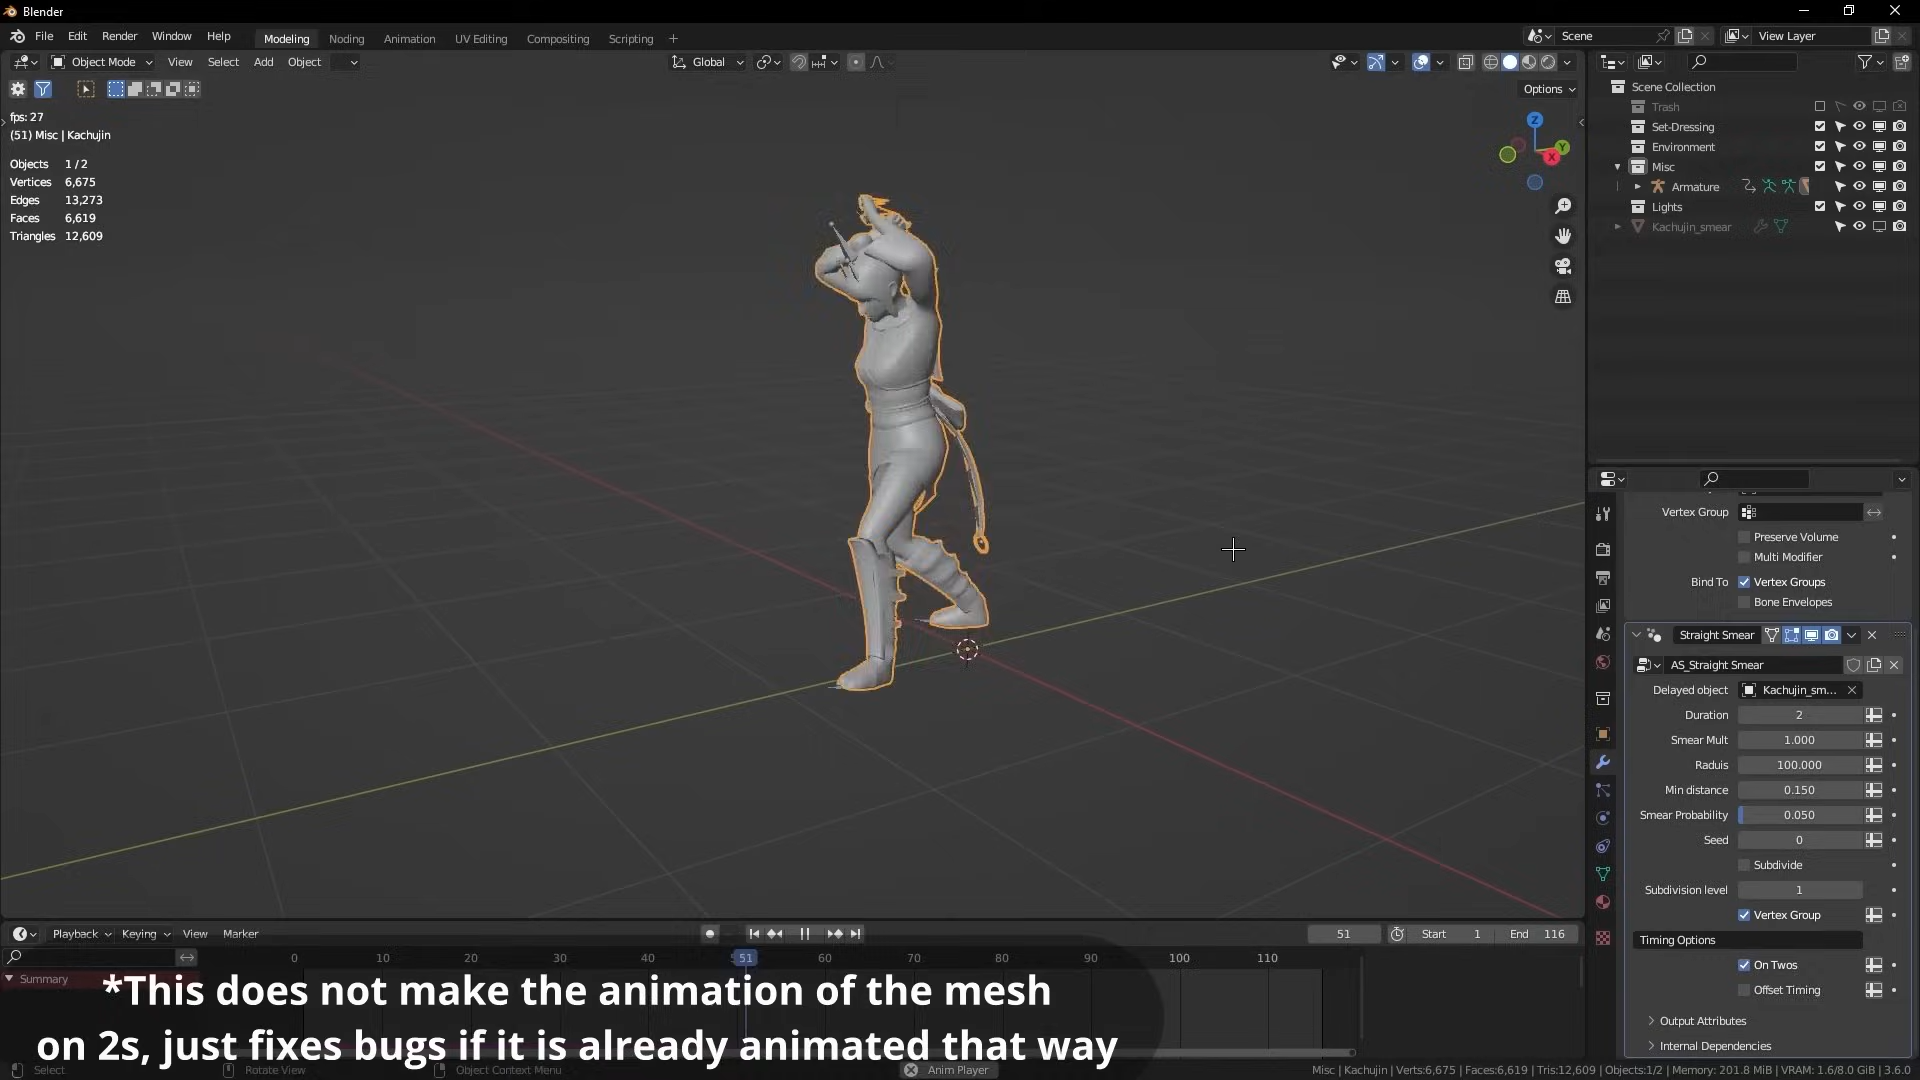 Blender
File Edit Render Window Help Modeling Noding Animation UV Editing Compositing Scripting + Scene View Layer
Object Mode View Select Add Object Global
Options
fps: 27
(51) Misc | Kachujin
Objects 1 / 2
Vertices 6,675
Edges 13,273
Faces 6,619
Triangles 12,609
Z
Y
X
Scene Collection
Trash
Set-Dressing
Environment
Misc
Armature
Lights
Kachujin_smear
Vertex Group
Preserve Volume
Multi Modifier
Bind To Vertex Groups
Bone Envelopes
Straight Smear
AS_Straight Smear
Delayed object Kachujin_sm...
Duration 2
Smear Mult 1.000
Raduis 100.000
Min distance 0.150
Smear Probability 0.050
Seed 0
Subdivide
Subdivision level 1
Vertex Group
Timing Options
On Twos
Offset Timing
Output Attributes
Internal Dependencies
Playback Keying View Marker 51 Start 1 End 116
0 10 20 30 40 51 60 70 80 90 100 110
Summary
*This does not make the animation of the mesh
on 2s, just fixes bugs if it is already animated that way
Select Rotate View Object Context Menu Anim Player Misc | Kachujin | Verts:6,675 | Faces:6,619 | Tris:12,609 | Objects:1/2 | Memory: 201.8 MiB | VRAM: 1.6/8.0 GiB | 3.6.0